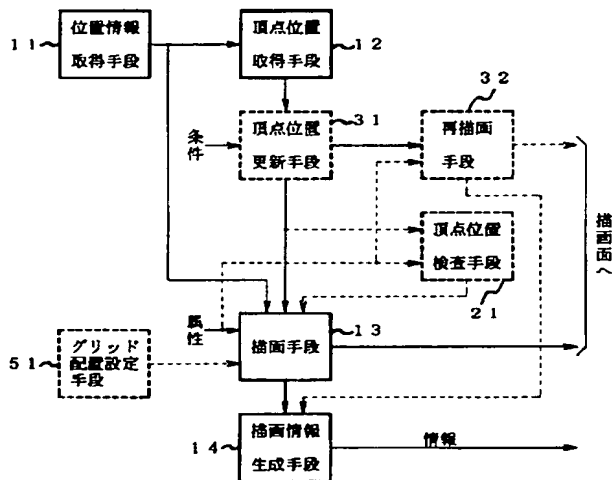 11
位置情報
取得手段
頂点位置
取得手段
12
32
条件
頂点位置
更新手段
31
再描画
手段
頂点位置
検査手段
21
描画面へ
属性
描画手段
13
51
グリッド
配置設定
手段
14
描画情報
生成手段
情報